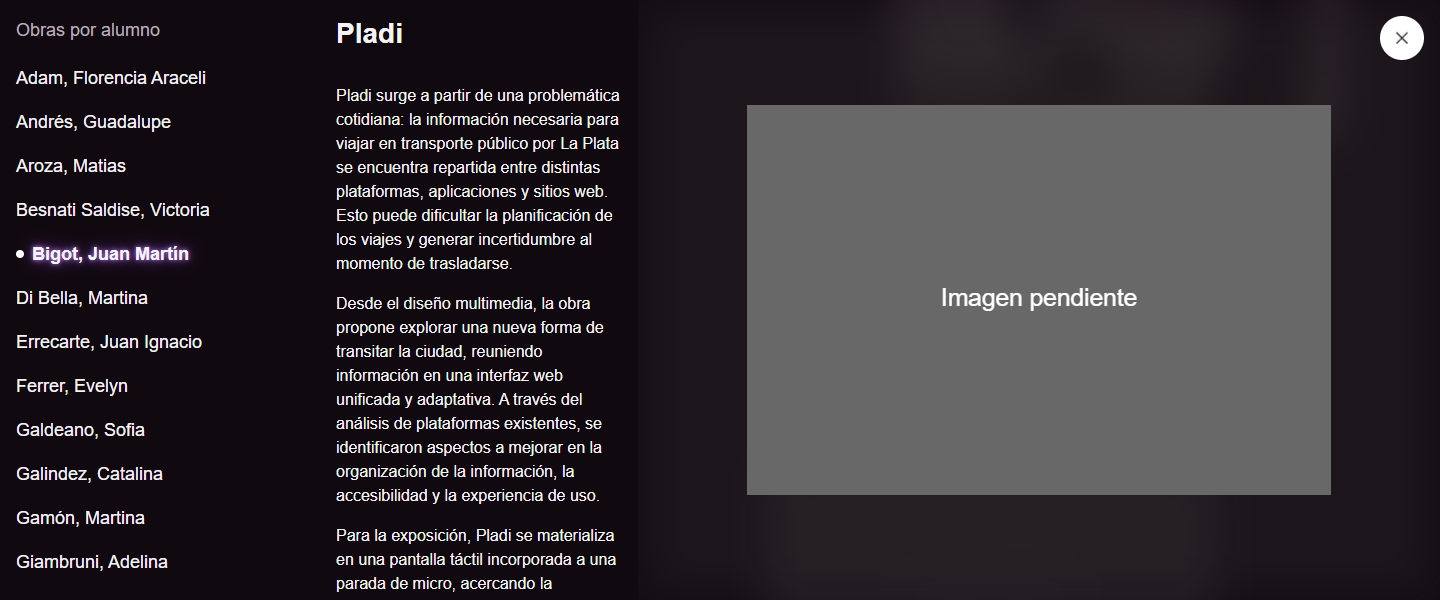 Obras por alumno
Adam, Florencia Araceli
Andrés, Guadalupe
Aroza, Matias
Besnati Saldise, Victoria
Bigot, Juan Martín
Di Bella, Martina
Errecarte, Juan Ignacio
Ferrer, Evelyn
Galdeano, Sofia
Galindez, Catalina
Gamón, Martina
Giambruni, Adelina
Pladi
Pladi surge a partir de una problemática
cotidiana: la información necesaria para
viajar en transporte público por La Plata
se encuentra repartida entre distintas
plataformas, aplicaciones y sitios web.
Esto puede dificultar la planificación de
los viajes y generar incertidumbre al
momento de trasladarse.
Desde el diseño multimedia, la obra
propone explorar una nueva forma de
transitar la ciudad, reuniendo
información en una interfaz web
unificada y adaptativa. A través del
análisis de plataformas existentes, se
identificaron aspectos a mejorar en la
organización de la información, la
accesibilidad y la experiencia de uso.
Para la exposición, Pladi se materializa
en una pantalla táctil incorporada a una
parada de micro, acercando la
Imagen pendiente